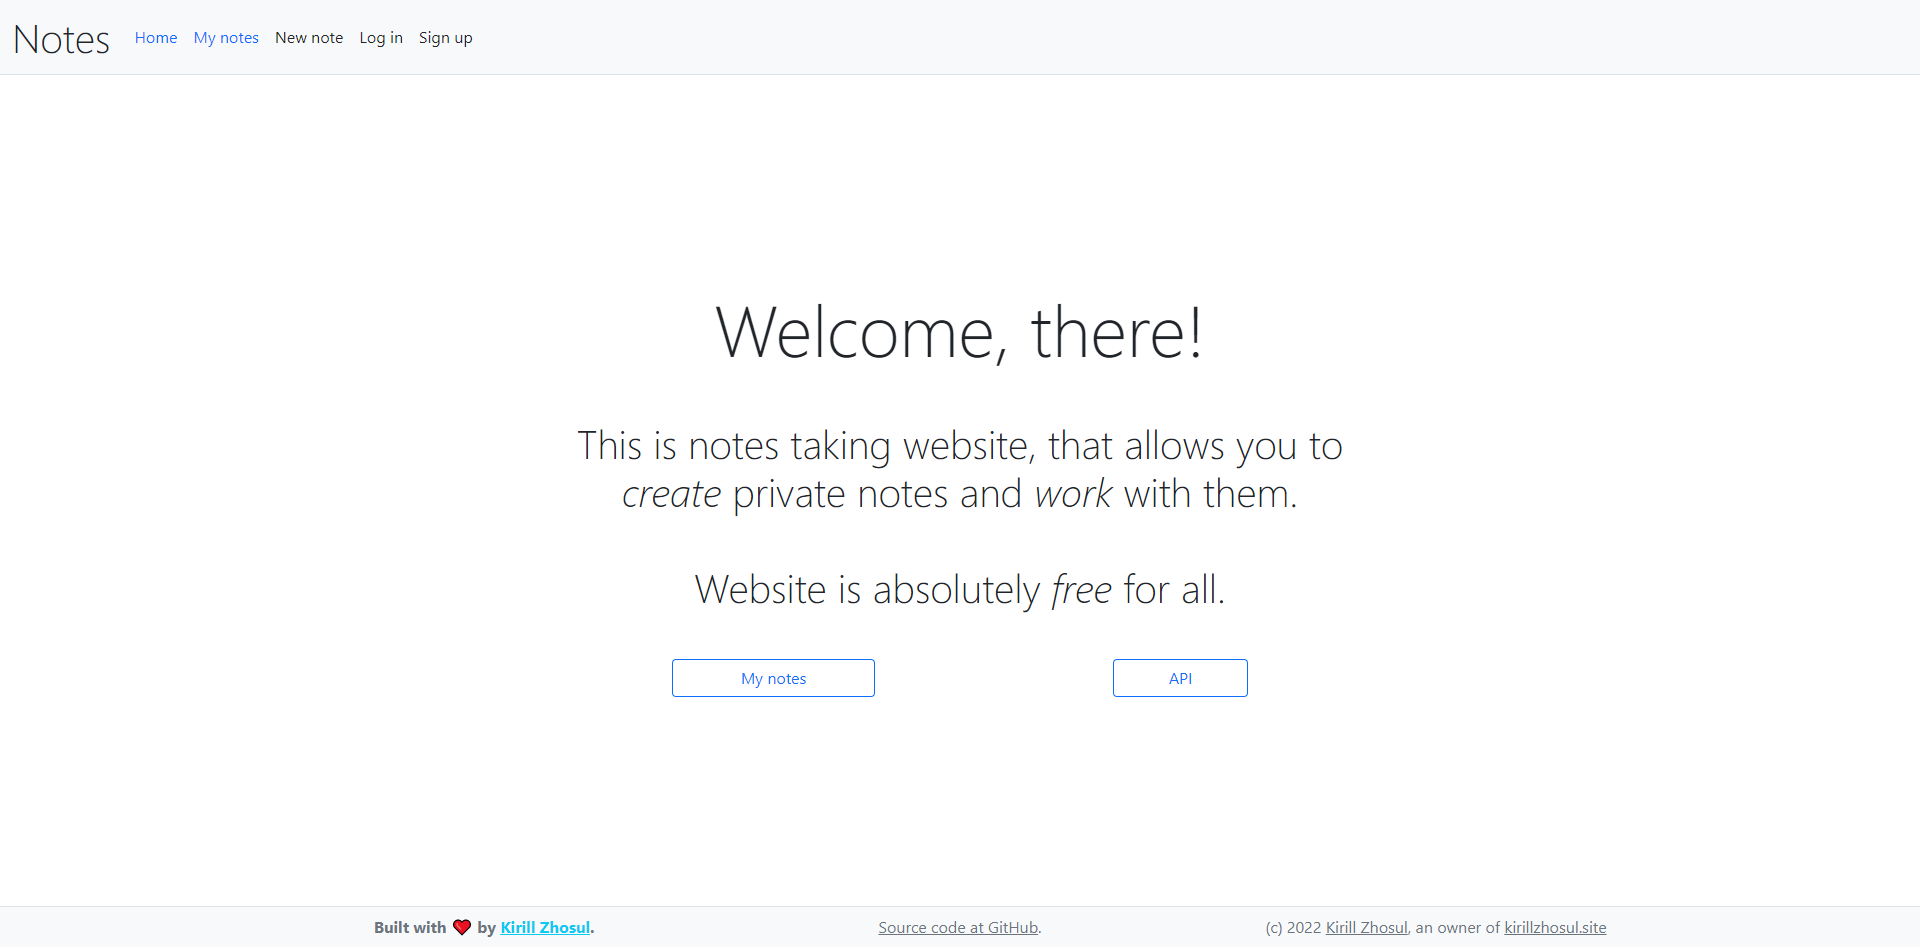 Notes Home My notes New note Log in Sign up
Welcome, there!
This is notes taking website, that allows you to
create private notes and work with them.
Website is absolutely free for all.
My notes API
Built with ❤ by Kirill Zhosul. Source code at GitHub. (c) 2022 Kirill Zhosul, an owner of kirillzhosul.site